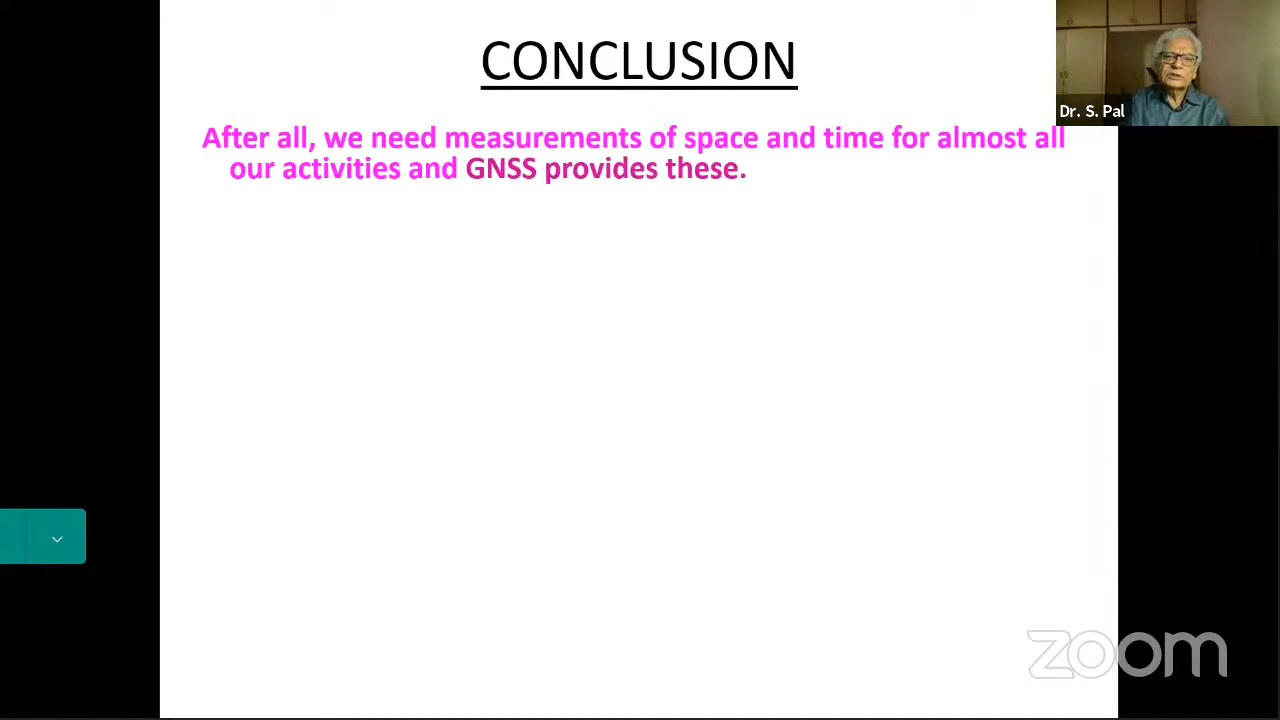 CONCLUSION
After all, we need measurements of space and time for almost all
our activities and GNSS provides these.
Dr. S. Pal
zoom